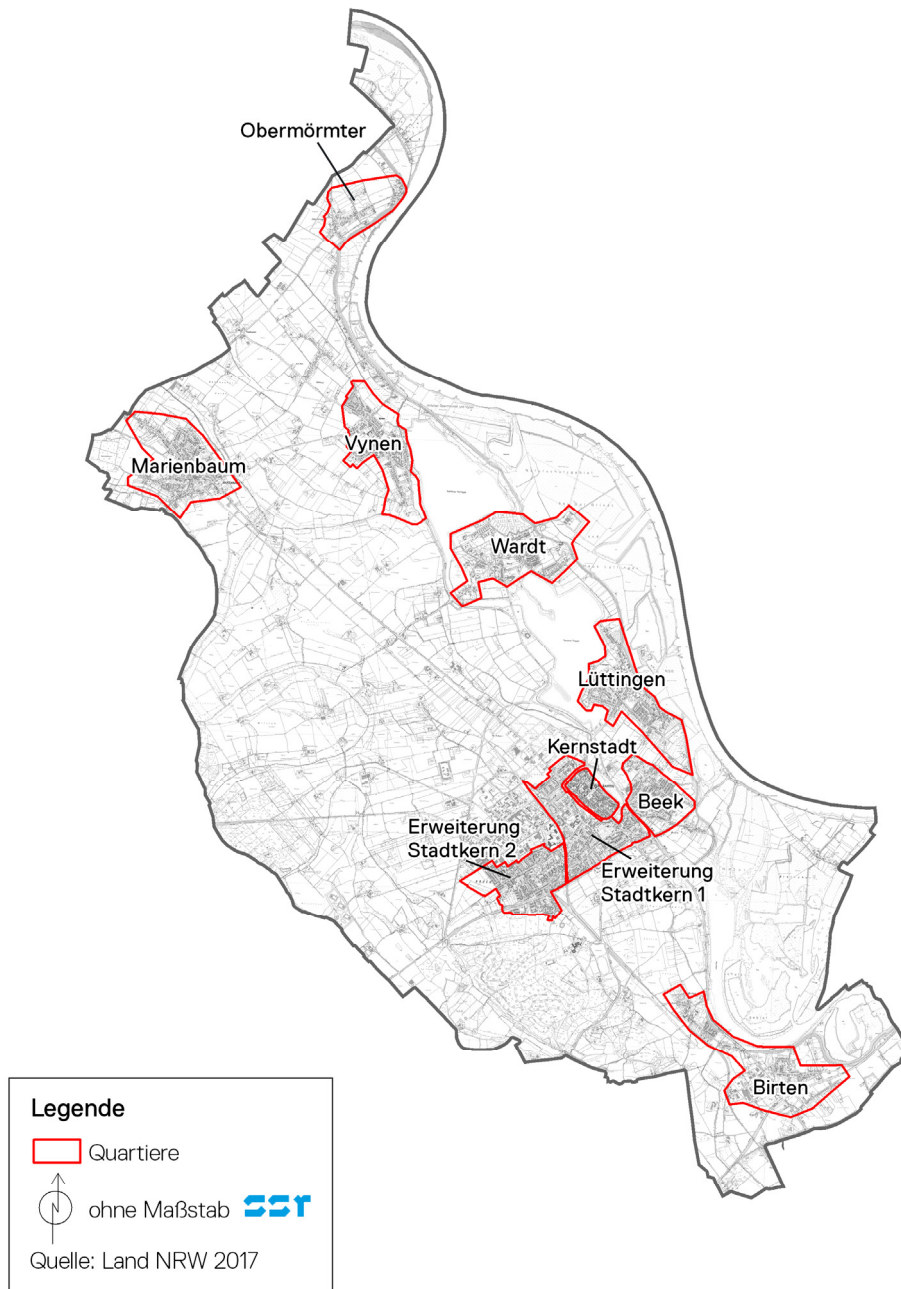 Obermörmter
Vynen
Marienbaum
Wardt
Lüttingen
Kernstadt
Beek
Erweiterung
Stadtkern 2
Erweiterung
Stadtkern 1
Birten
Legende
Quartiere
N
ohne Maßstab ssr
Quelle: Land NRW 2017